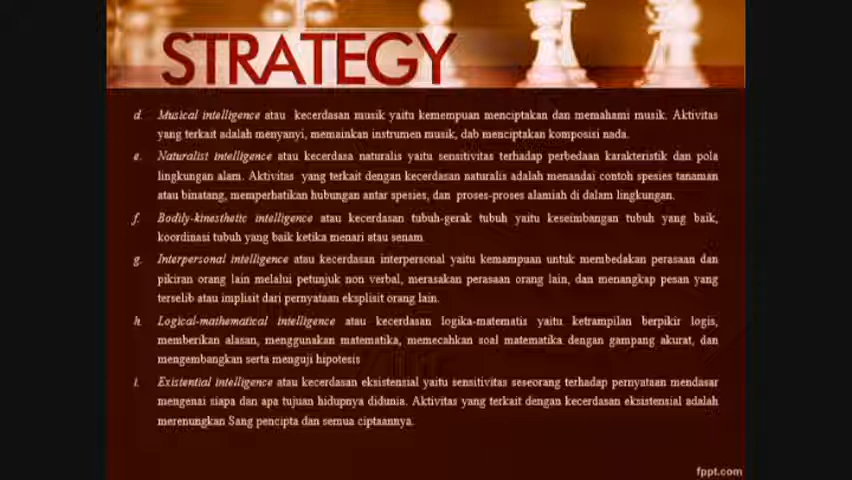 STRATEGY
d. Musical intelligence atau kecerdasan musik yaitu kemempuan menciptakan dan memahami musik. Aktivitas
yang terkait adalah menyanyi, memainkan instrumen musik, dab menciptakan komposisi nada.
e. Naturalist intelligence atau kecerdasa naturalis yaitu sensitivitas terhadap perbedaan karakteristik dan pola
lingkungan alam. Aktivitas yang terkait dengan kecerdasan naturalis adalah menandai contoh spesies tanaman
atau binatang, memperhatikan hubungan antar spesies, dan proses-proses alamiah di dalam lingkungan.
f. Bodily-kinesthetic intelligence atau kecerdasan tubuh-gerak tubuh yaitu keseimbangan tubuh yang baik,
koordinasi tubuh yang baik ketika menari atau senam
g. Interpersonal intelligence atau kecerdasan interpersonal yaitu kemampuan untuk membedakan perasaan dan
pikiran orang lain melalui petunjuk non verbal, merasakan perasaan orang lain, dan menangkap pesan yang
terselib atau implisit dari pernyataan eksplisit orang lain.
h. Logical-mathematical intelligence atau kecerdasan logika-matematis yaitu ketrampilan berpikir logis,
memberikan alasan, menggunakan matematika, memecahkan soal matematika dengan gampang akurat, dan
mengembangkan serta menguji hipotesis
i. Existential intelligence atau kecerdasan eksistensial yaitu sensitivitas seseorang terhadap pernyataan mendasar
mengenai siapa dan apa tujuan hidupnya didunia. Aktivitas yang terkait dengan kecerdasan eksistensial adalah
merenungkan Sang pencipta dan semua ciptaannya.
fppt.com